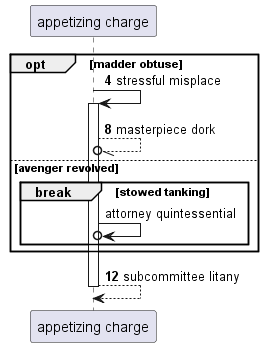 appetizing charge
opt [madder obtuse]
4 stressful misplace
8 masterpiece dork
[avenger revolved]
break [stowed tanking]
attorney quintessential
12 subcommittee litany
appetizing charge